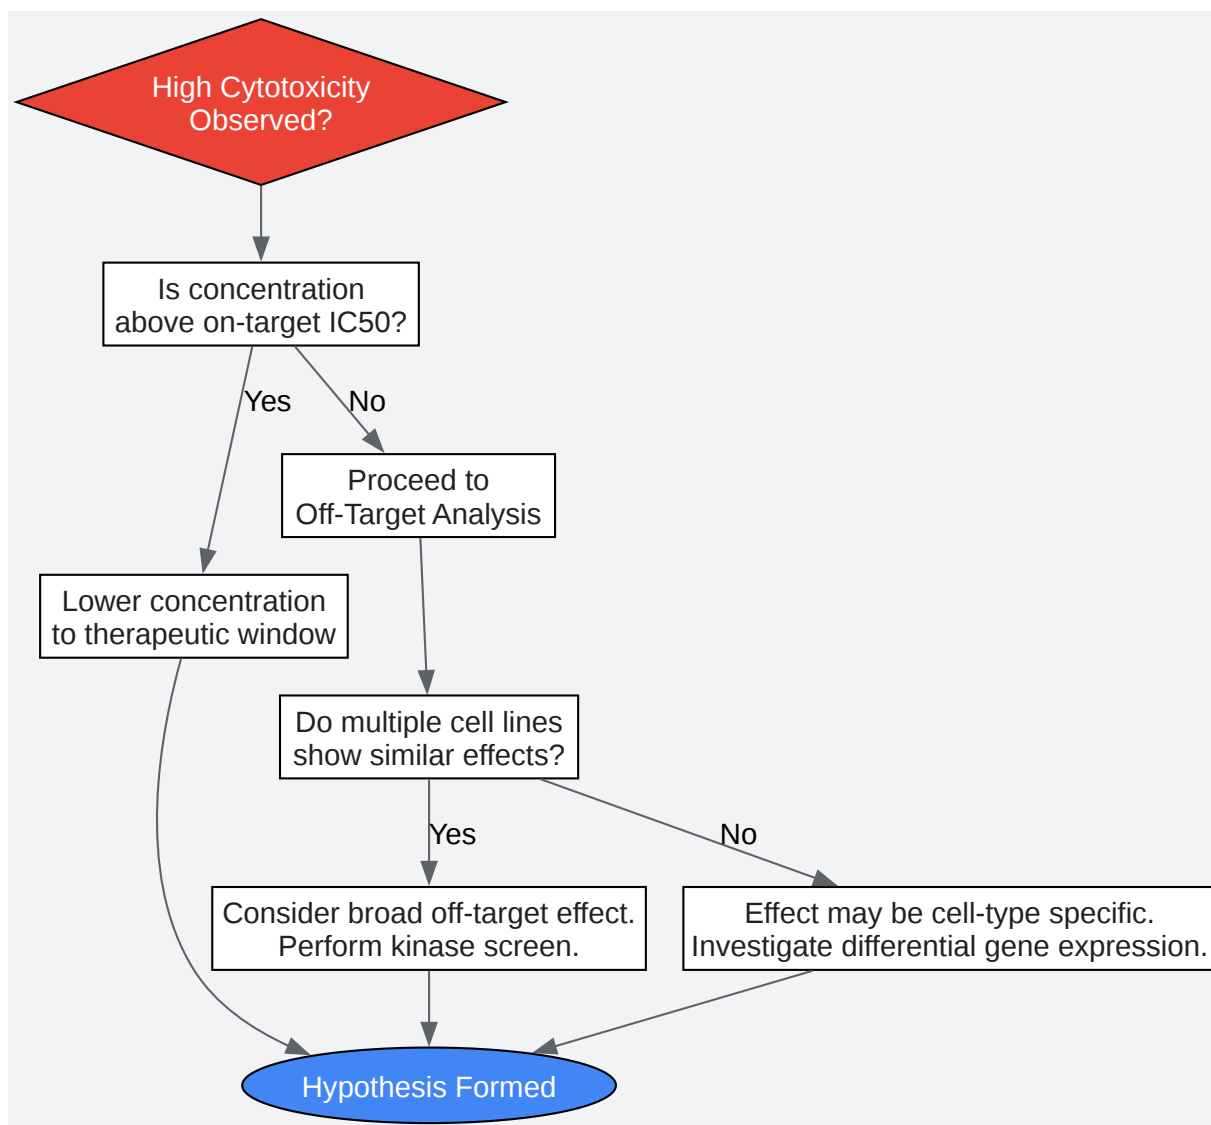 High Cytotoxicity
Observed?
Is concentration
above on-target IC50?
Yes
No
Proceed to
Off-Target Analysis
Lower concentration
to therapeutic window
Do multiple cell lines
show similar effects?
Yes
No
Consider broad off-target effect.
Perform kinase screen.
Effect may be cell-type specific.
Investigate differential gene expression.
Hypothesis Formed